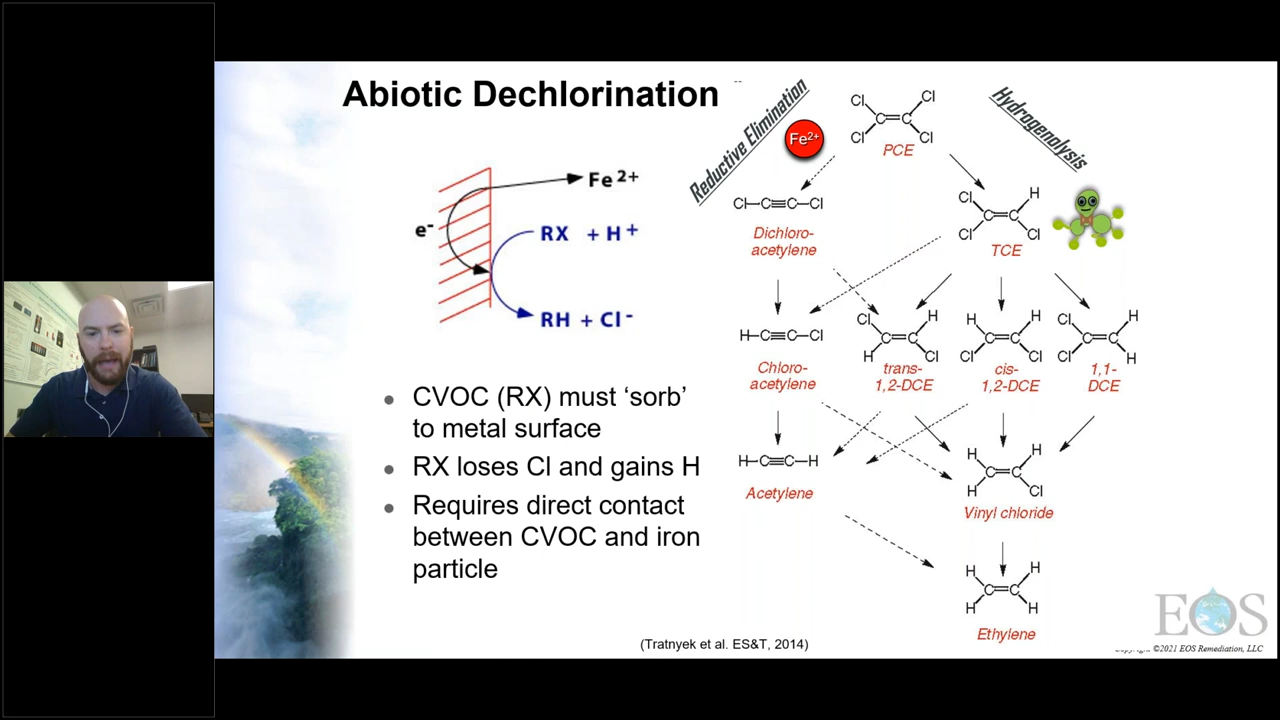 Abiotic Dechlorination
Reductive Elimination
Fe2+
Hydrogenolysis
Cl
Cl
C=C
Cl
Cl
PCE
Fe 2+
e-
RX + H+
RH + Cl-
Cl—C≡C—Cl
Dichloro-
acetylene
Cl
H
C=C
Cl
Cl
TCE
H—C≡C—Cl
Chloro-
acetylene
Cl
H
C=C
H
Cl
trans-
1,2-DCE
H
H
C=C
Cl
Cl
cis-
1,2-DCE
Cl
H
C=C
Cl
H
1,1-
DCE
H—C≡C—H
Acetylene
H
H
C=C
H
Cl
Vinyl chloride
H
H
C=C
H
H
Ethylene
• CVOC (RX) must ‘sorb’
to metal surface
• RX loses Cl and gains H
• Requires direct contact
between CVOC and iron
particle
(Tratnyek et al. ES&T, 2014)
EOS
©2021 EOS Remediation, LLC